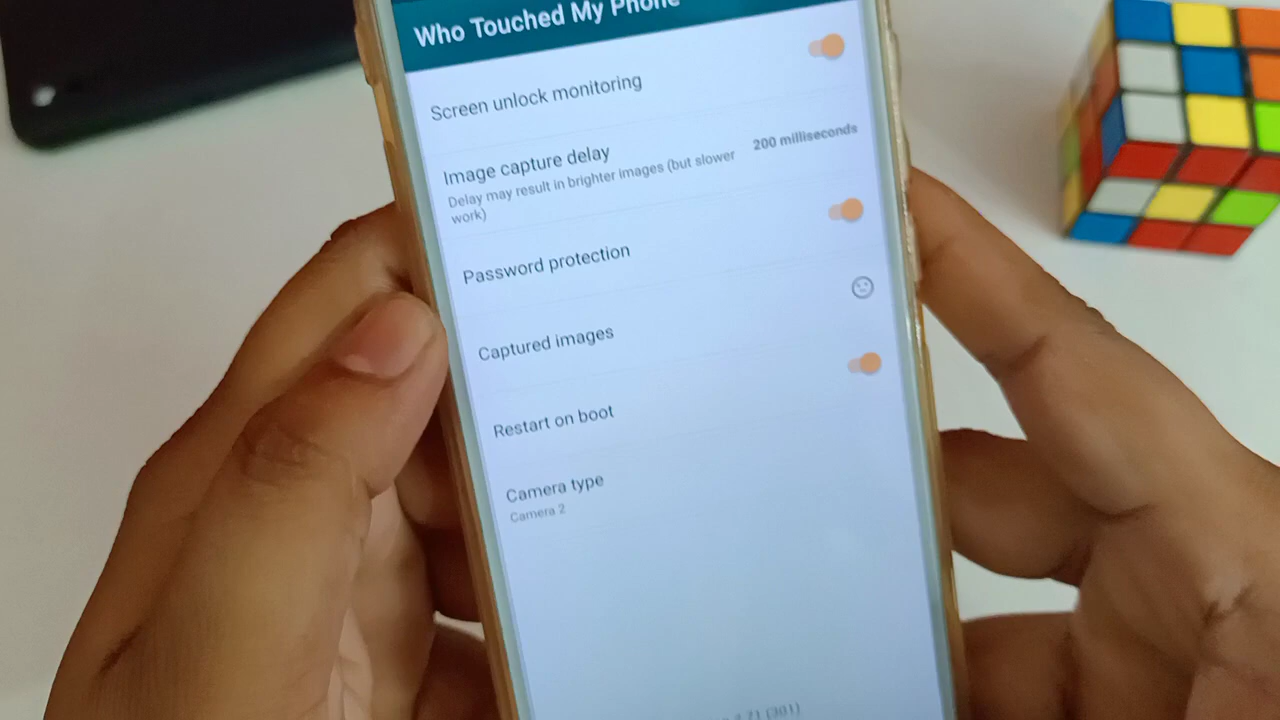 Who Touched My Phone
Screen unlock monitoring
Image capture delay
200 milliseconds
Delay may result in brighter images (but slower
work)
Password protection
Captured images
Restart on boot
Camera type
Camera 2
(301)